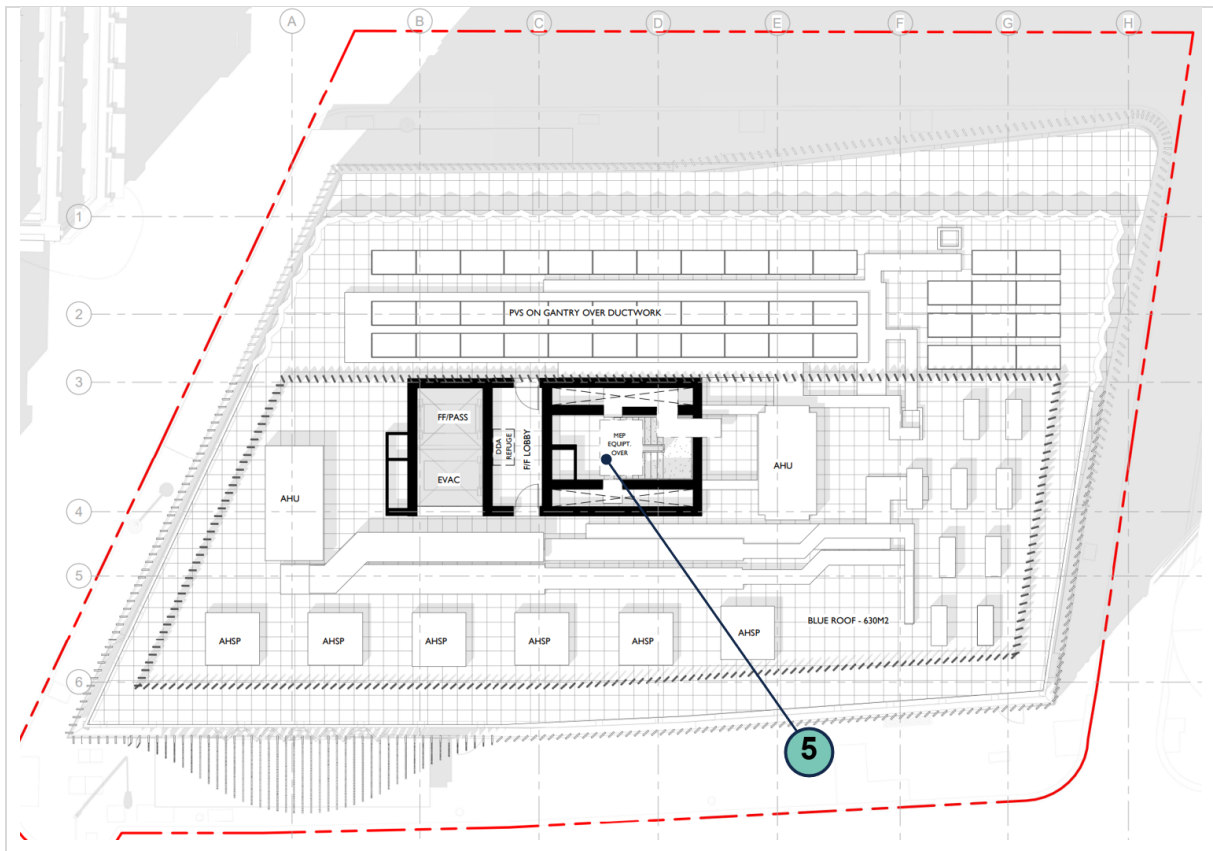 A B C D E F G H
1
PVS ON GANTRY OVER DUCTWORK
2
3
FF/PASS
DDA
REFUGE
F/F LOBBY
MEP
EQUIPT.
OVER
AHU
EVAC
AHU
4
5
AHSP
AHSP
AHSP
AHSP
AHSP
AHSP
BLUE ROOF - 630M2
6
5